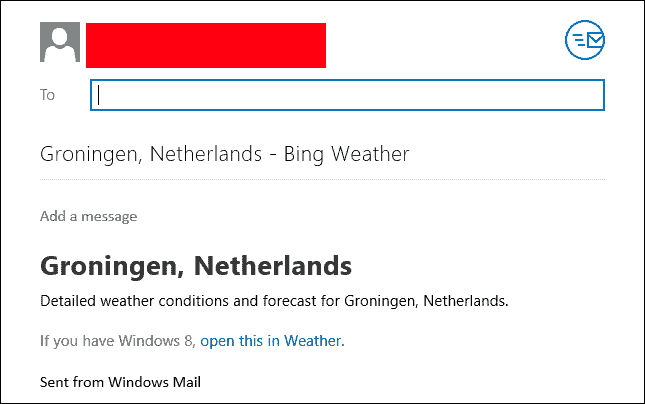 To
Groningen, Netherlands - Bing Weather
Add a message
Groningen, Netherlands
Detailed weather conditions and forecast for Groningen, Netherlands.
If you have Windows 8, open this in Weather.
Sent from Windows Mail